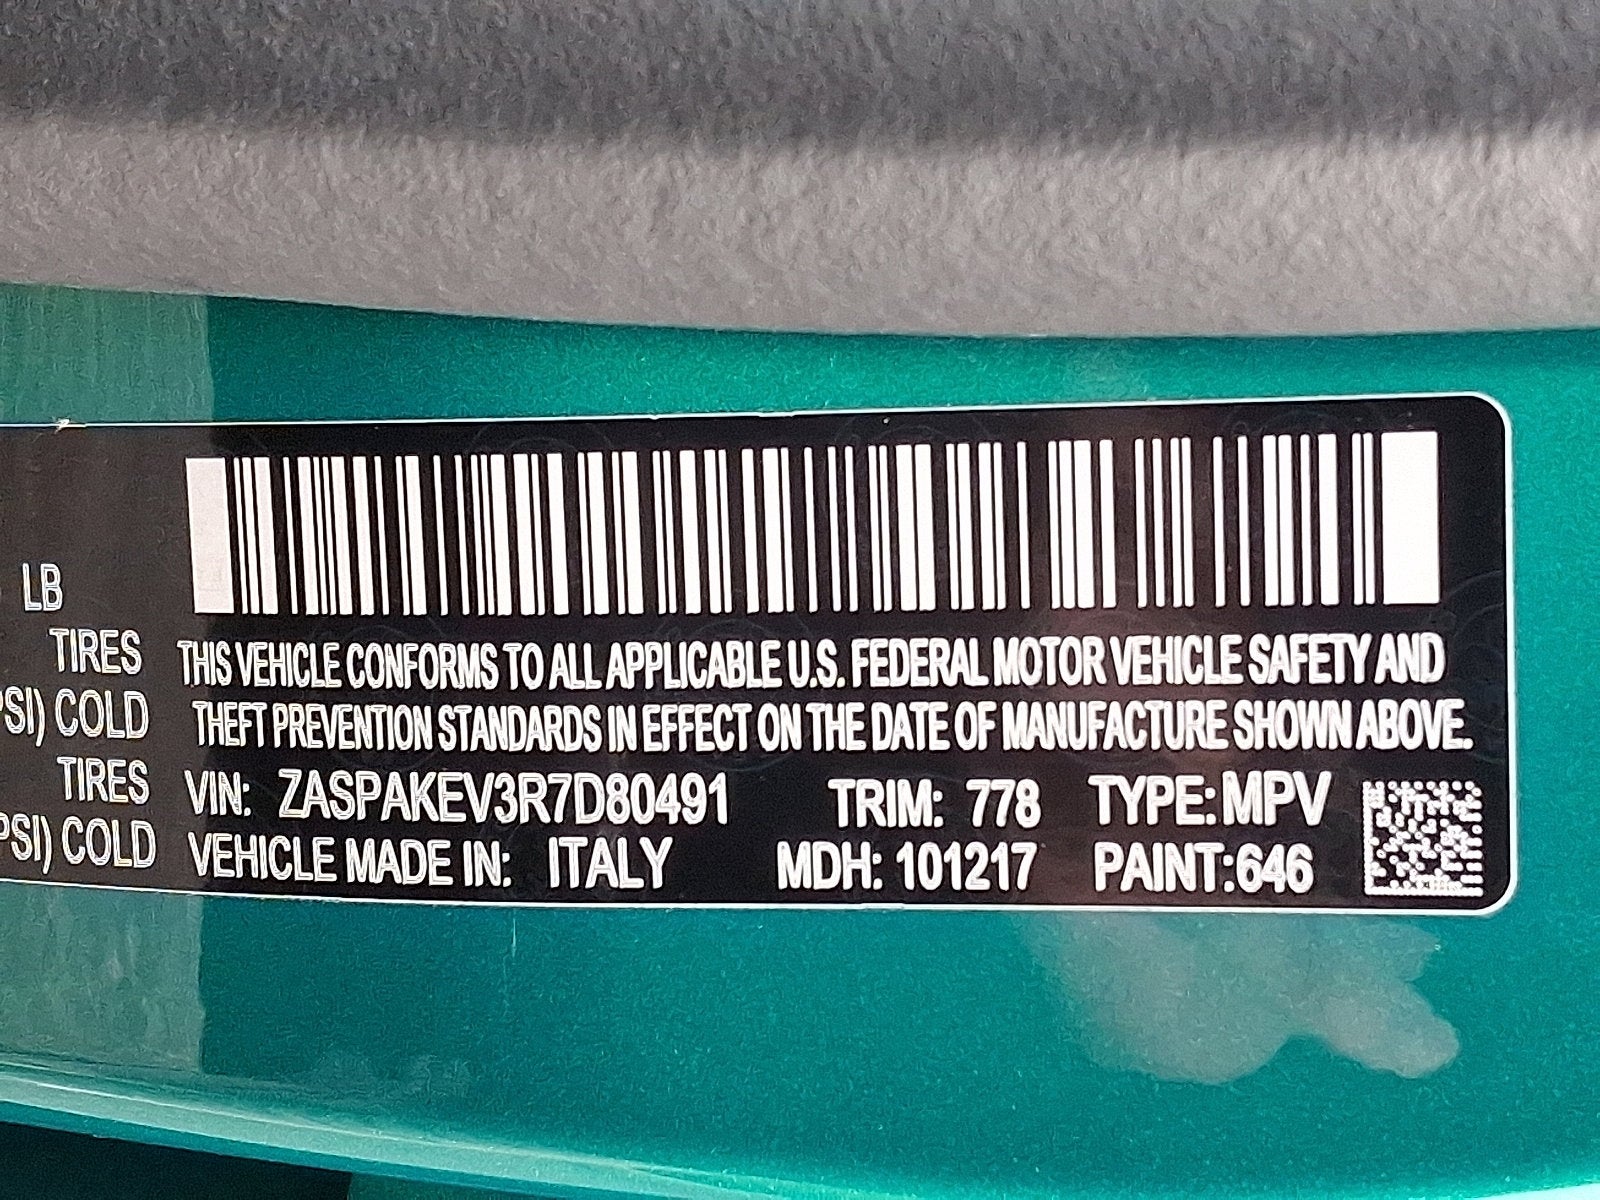 LB
TIRES
PSI) COLD
TIRES
PSI) COLD
THIS VEHICLE CONFORMS TO ALL APPLICABLE U.S. FEDERAL MOTOR VEHICLE SAFETY AND
THEFT PREVENTION STANDARDS IN EFFECT ON THE DATE OF MANUFACTURE SHOWN ABOVE.
VIN: ZASPAKEV3R7D80491 TRIM: 778 TYPE: MPV
VEHICLE MADE IN: ITALY MDH: 101217 PAINT:646